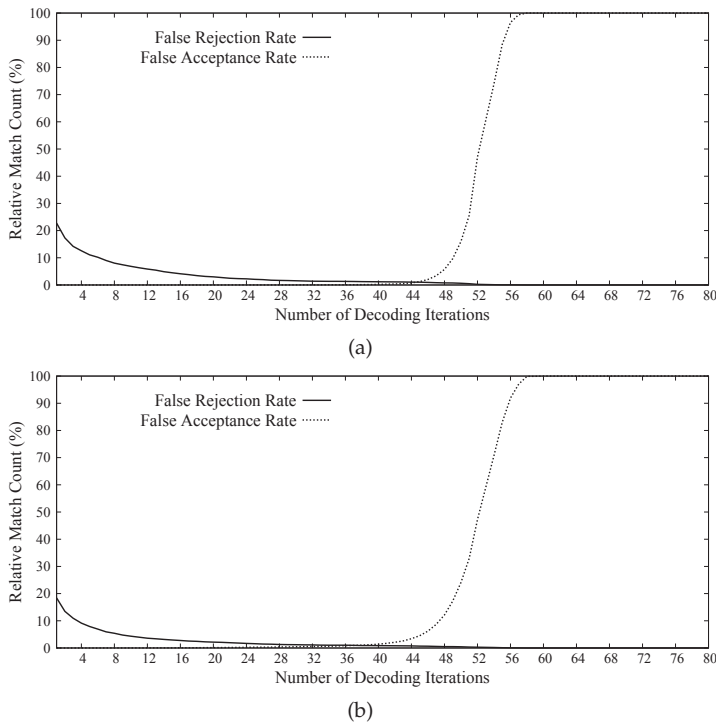 100
90
80
70
60
50
40
30
20
10
0
Relative Match Count (%)
False Rejection Rate
False Acceptance Rate
4 8 12 16 20 24 28 32 36 40 44 48 52 56 60 64 68 72 76 80
Number of Decoding Iterations
(a)
100
90
80
70
60
50
40
30
20
10
0
Relative Match Count (%)
False Rejection Rate
False Acceptance Rate
4 8 12 16 20 24 28 32 36 40 44 48 52 56 60 64 68 72 76 80
Number of Decoding Iterations
(b)